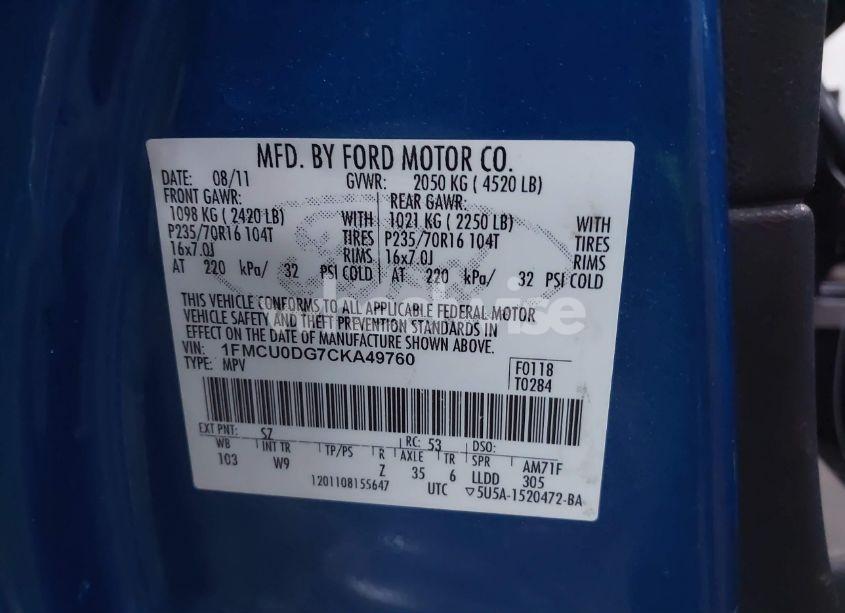 MFD. BY FORD MOTOR CO.
DATE: 08/11 GVWR: 2050 KG ( 4520 LB)
FRONT GAWR: REAR GAWR:
1098 KG ( 2420 LB) WITH 1021 KG ( 2250 LB) WITH
P235/70R16 104T TIRES P235/70R16 104T TIRES
16x7.0J RIMS 16x7.0J RIMS
AT 220 kPa/ 32 PSI COLD AT 220 kPa/ 32 PSI COLD
THIS VEHICLE CONFORMS TO ALL APPLICABLE FEDERAL MOTOR
VEHICLE SAFETY AND THEFT PREVENTION STANDARDS IN
EFFECT ON THE DATE OF MANUFACTURE SHOWN ABOVE.
VIN: 1FMCU0DG7CKA49760
TYPE: MPV
F0118
T0284
EXT PNT: SZ RC: 53 DSO:
WB INT TR TP/PS R AXLE TR SPR AM71F
103 W9 Z 35 6 LLDD 305
1201108155647 UTC ▽5U5A-1520472-BA